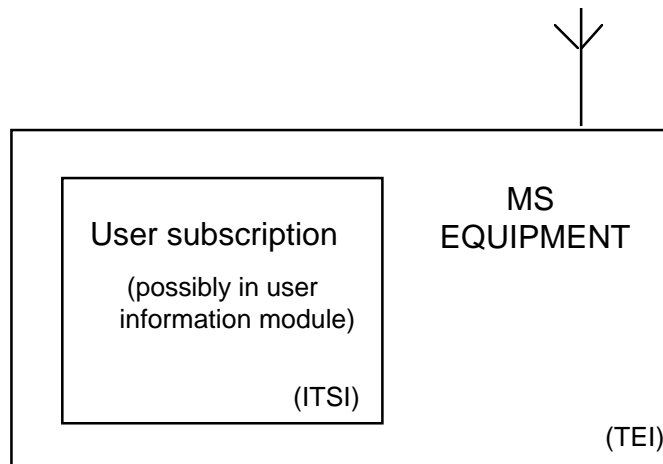 MS
EQUIPMENT
User subscription
(possibly in user
information module)
(ITSI)
(TEI)